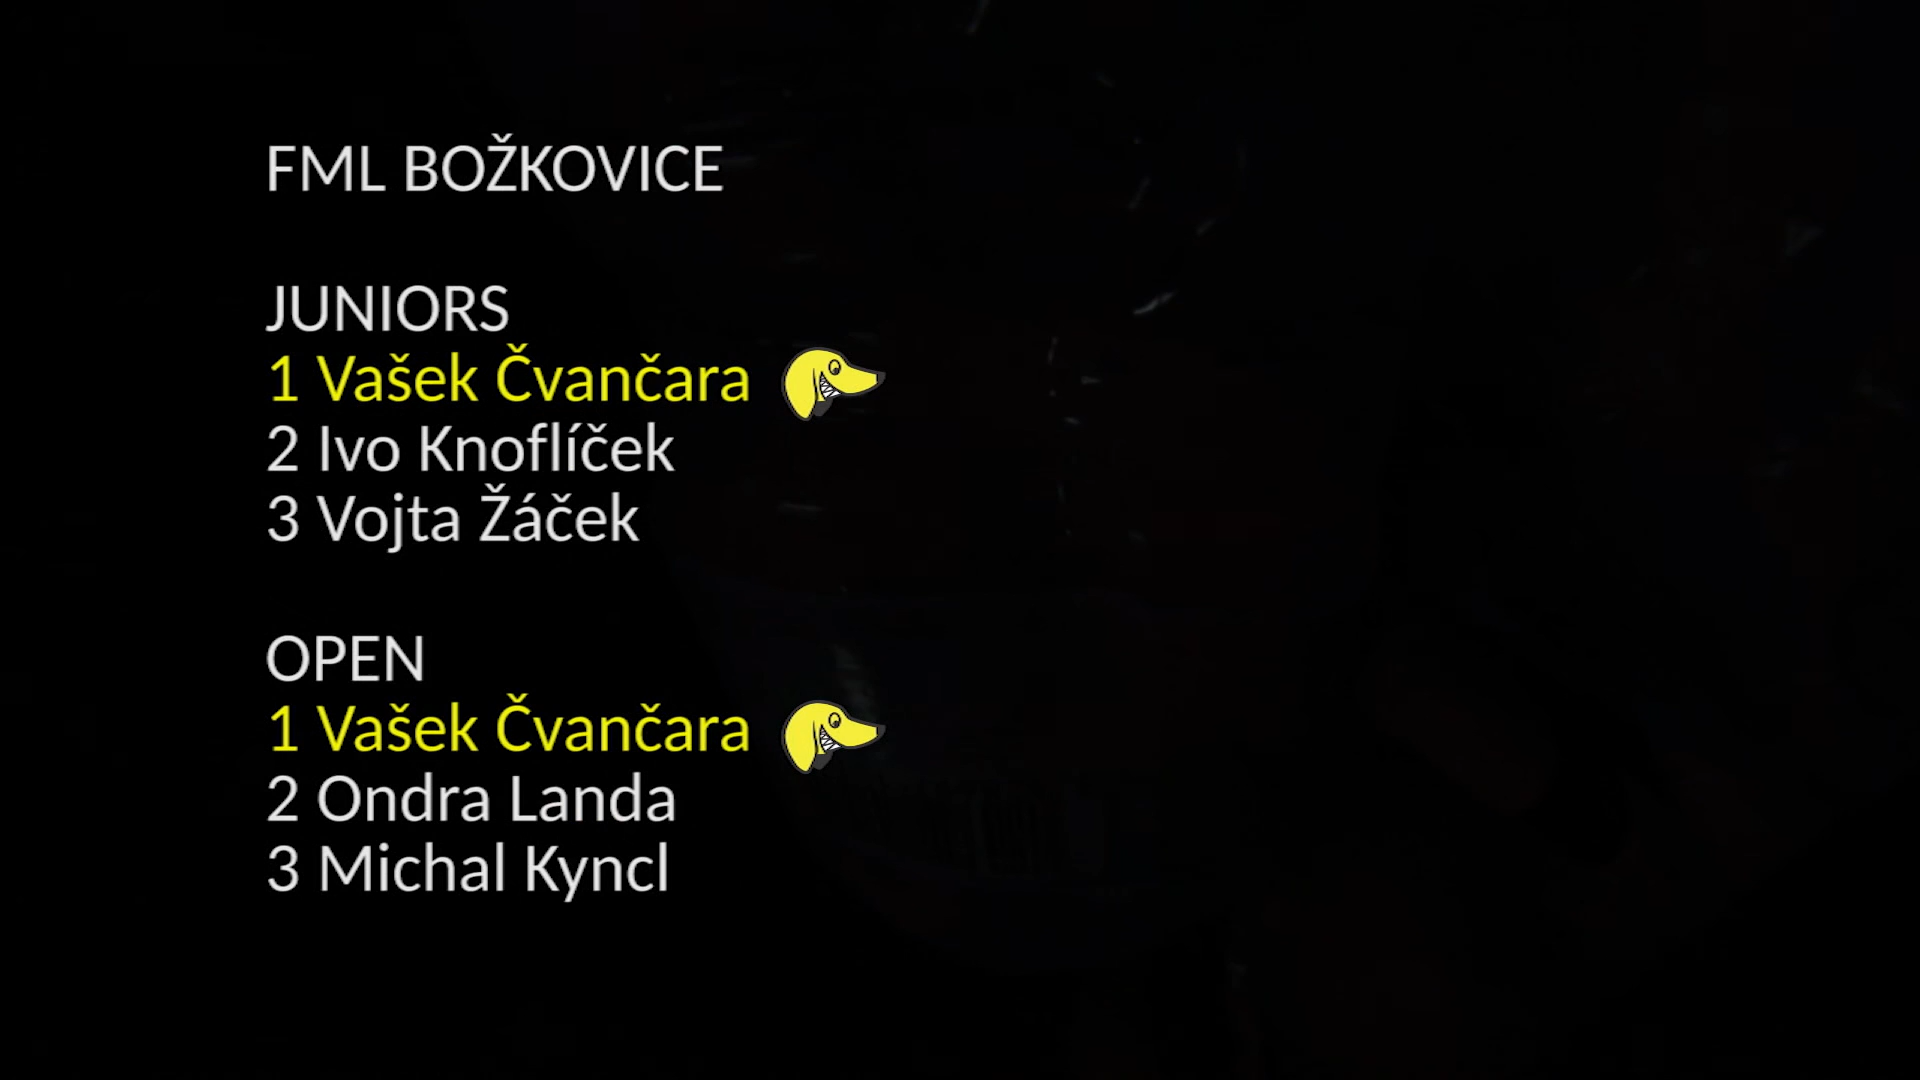 FML BOŽKOVICE
JUNIORS
1 Vašek Čvančara
2 Ivo Knoflíček
3 Vojta Žáček
OPEN
1 Vašek Čvančara
2 Ondra Landa
3 Michal Kyncl